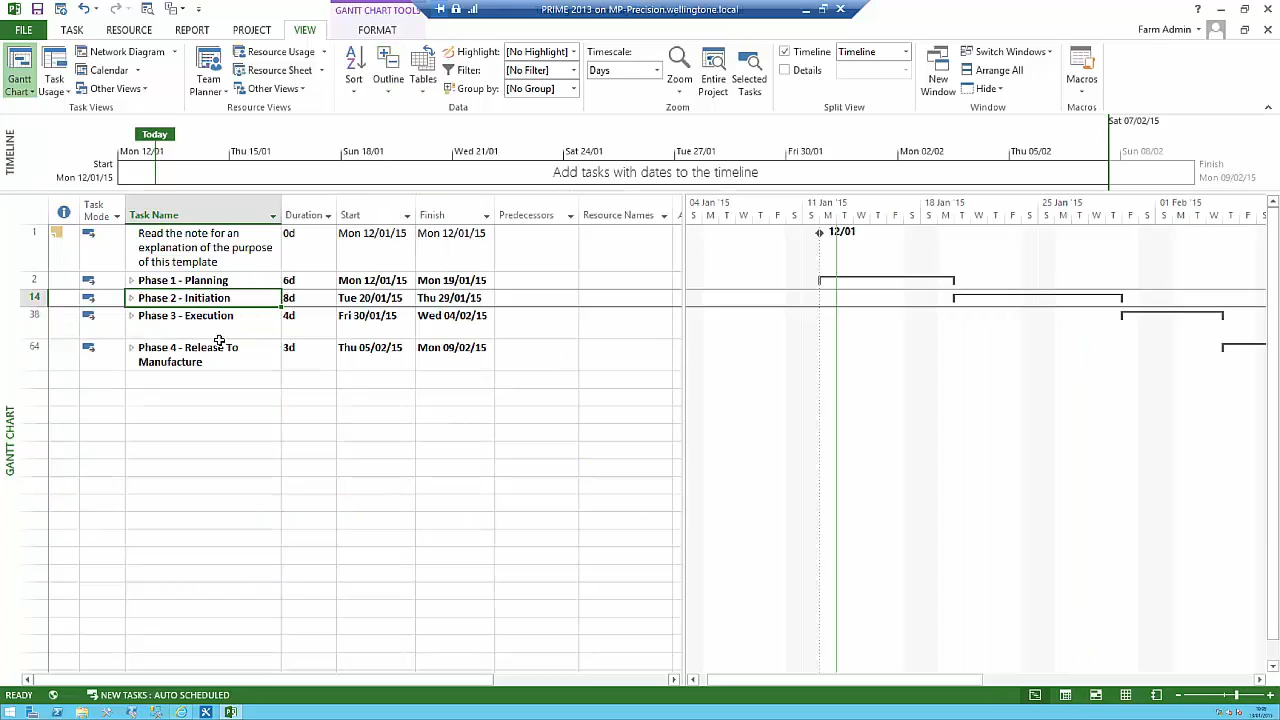 PRIME 2013 on MP-Precision.wellingtone.local
GANTT CHART TOOLS
FILE TASK RESOURCE REPORT PROJECT VIEW FORMAT Farm Admin
Gantt Chart
Task Usage
Network Diagram
Calendar
Other Views
Task Views
Team Planner
Resource Usage
Resource Sheet
Other Views
Resource Views
Sort
Outline
Tables
Highlight: [No Highlight]
Filter: [No Filter]
Group by: [No Group]
Data
Timescale:
Days
Zoom
Entire Project
Selected Tasks
Zoom
Timeline Timeline
Details
Split View
New Window
Switch Windows
Arrange All
Hide
Window
Macros
Macros
TIMELINE
Today
Sat 07/02/15
Mon 12/01 Thu 15/01 Sun 18/01 Wed 21/01 Sat 24/01 Tue 27/01 Fri 30/01 Mon 02/02 Thu 05/02 Sun 08/02
Start
Mon 12/01/15
Add tasks with dates to the timeline
Finish
Mon 09/02/15
GANTT CHART
Task Mode Task Name Duration Start Finish Predecessors Resource Names
04 Jan '15 11 Jan '15 18 Jan '15 25 Jan '15 01 Feb '15
S M T W T F S S M T W T F S S M T W T F S S M T W T F S S M T W T F S
1 Read the note for an 0d Mon 12/01/15 Mon 12/01/15
explanation of the purpose
of this template
12/01
2 Phase 1 - Planning 6d Mon 12/01/15 Mon 19/01/15
14 Phase 2 - Initiation 8d Tue 20/01/15 Thu 29/01/15
38 Phase 3 - Execution 4d Fri 30/01/15 Wed 04/02/15
64 Phase 4 - Release To 3d Thu 05/02/15 Mon 09/02/15
Manufacture
READY NEW TASKS : AUTO SCHEDULED